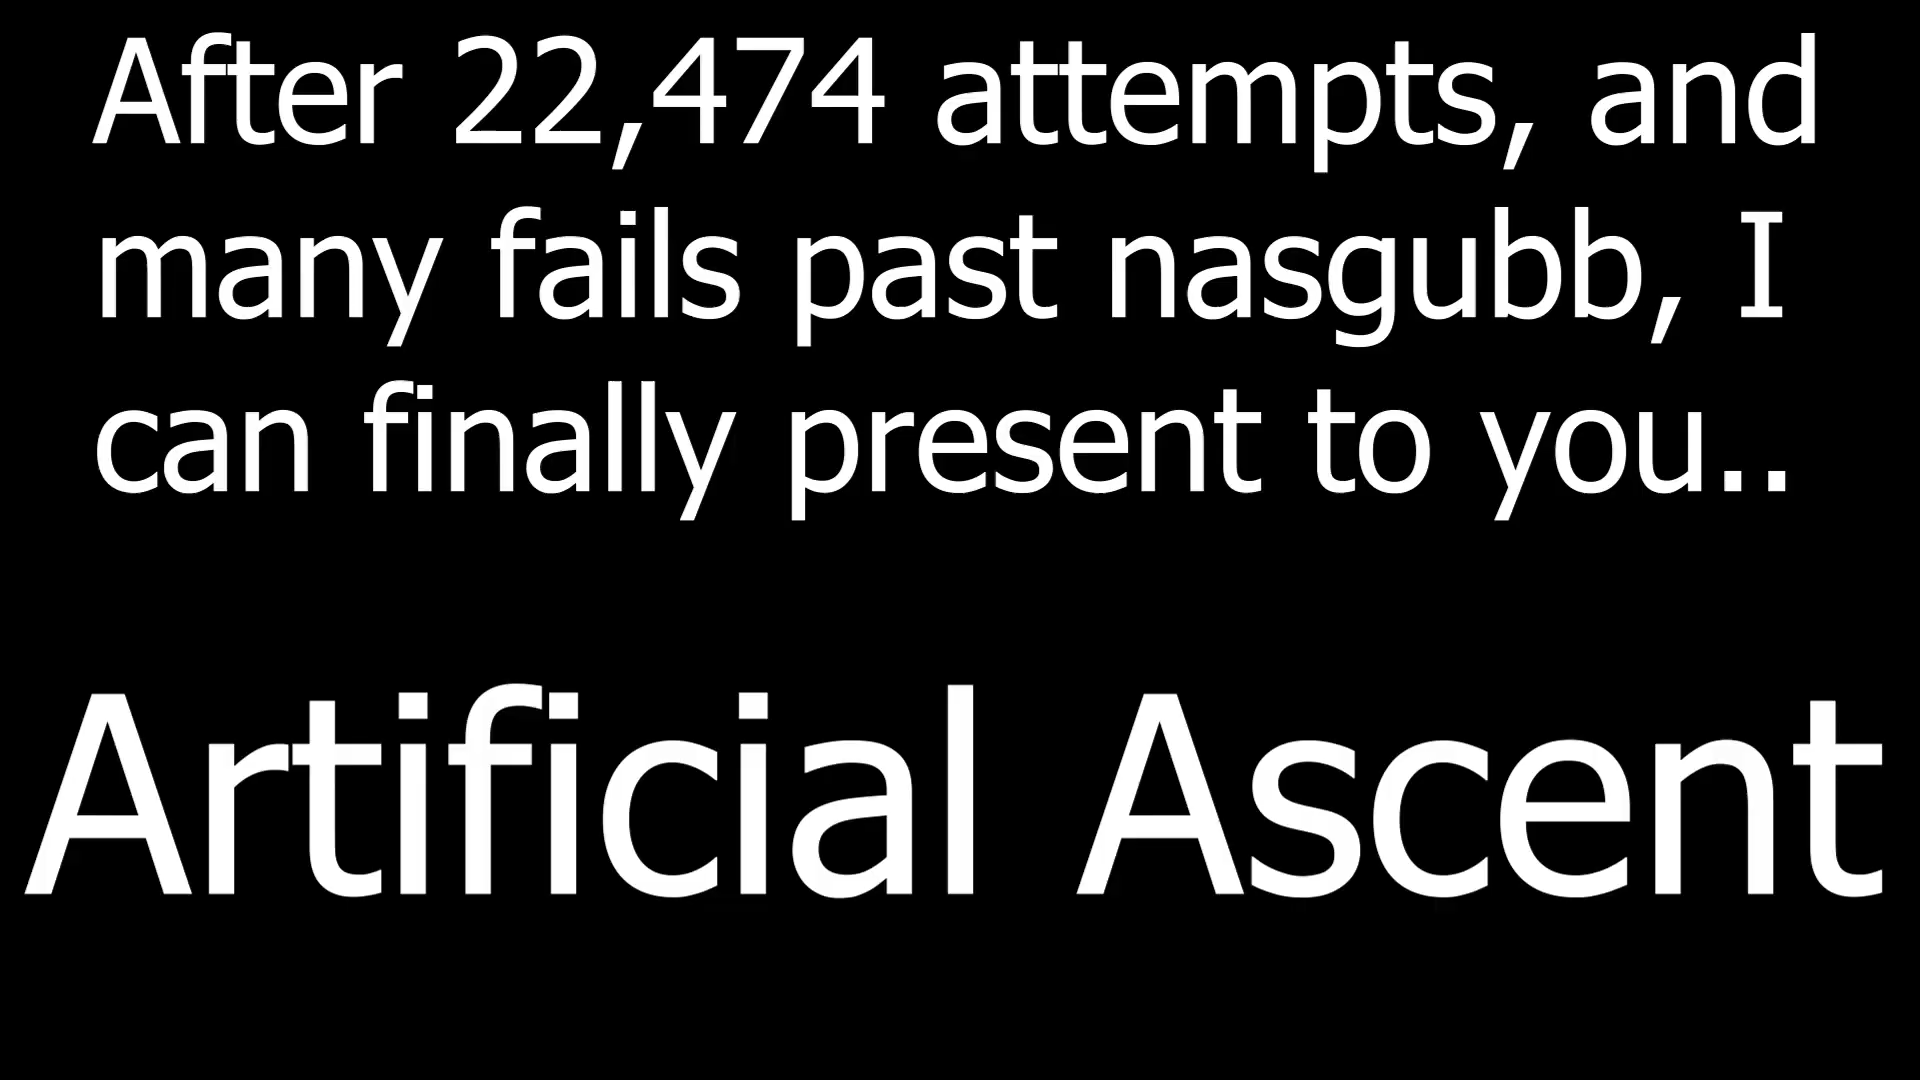 After 22,474 attempts, and
many fails past nasgubb, I
can finally present to you..
Artificial Ascent